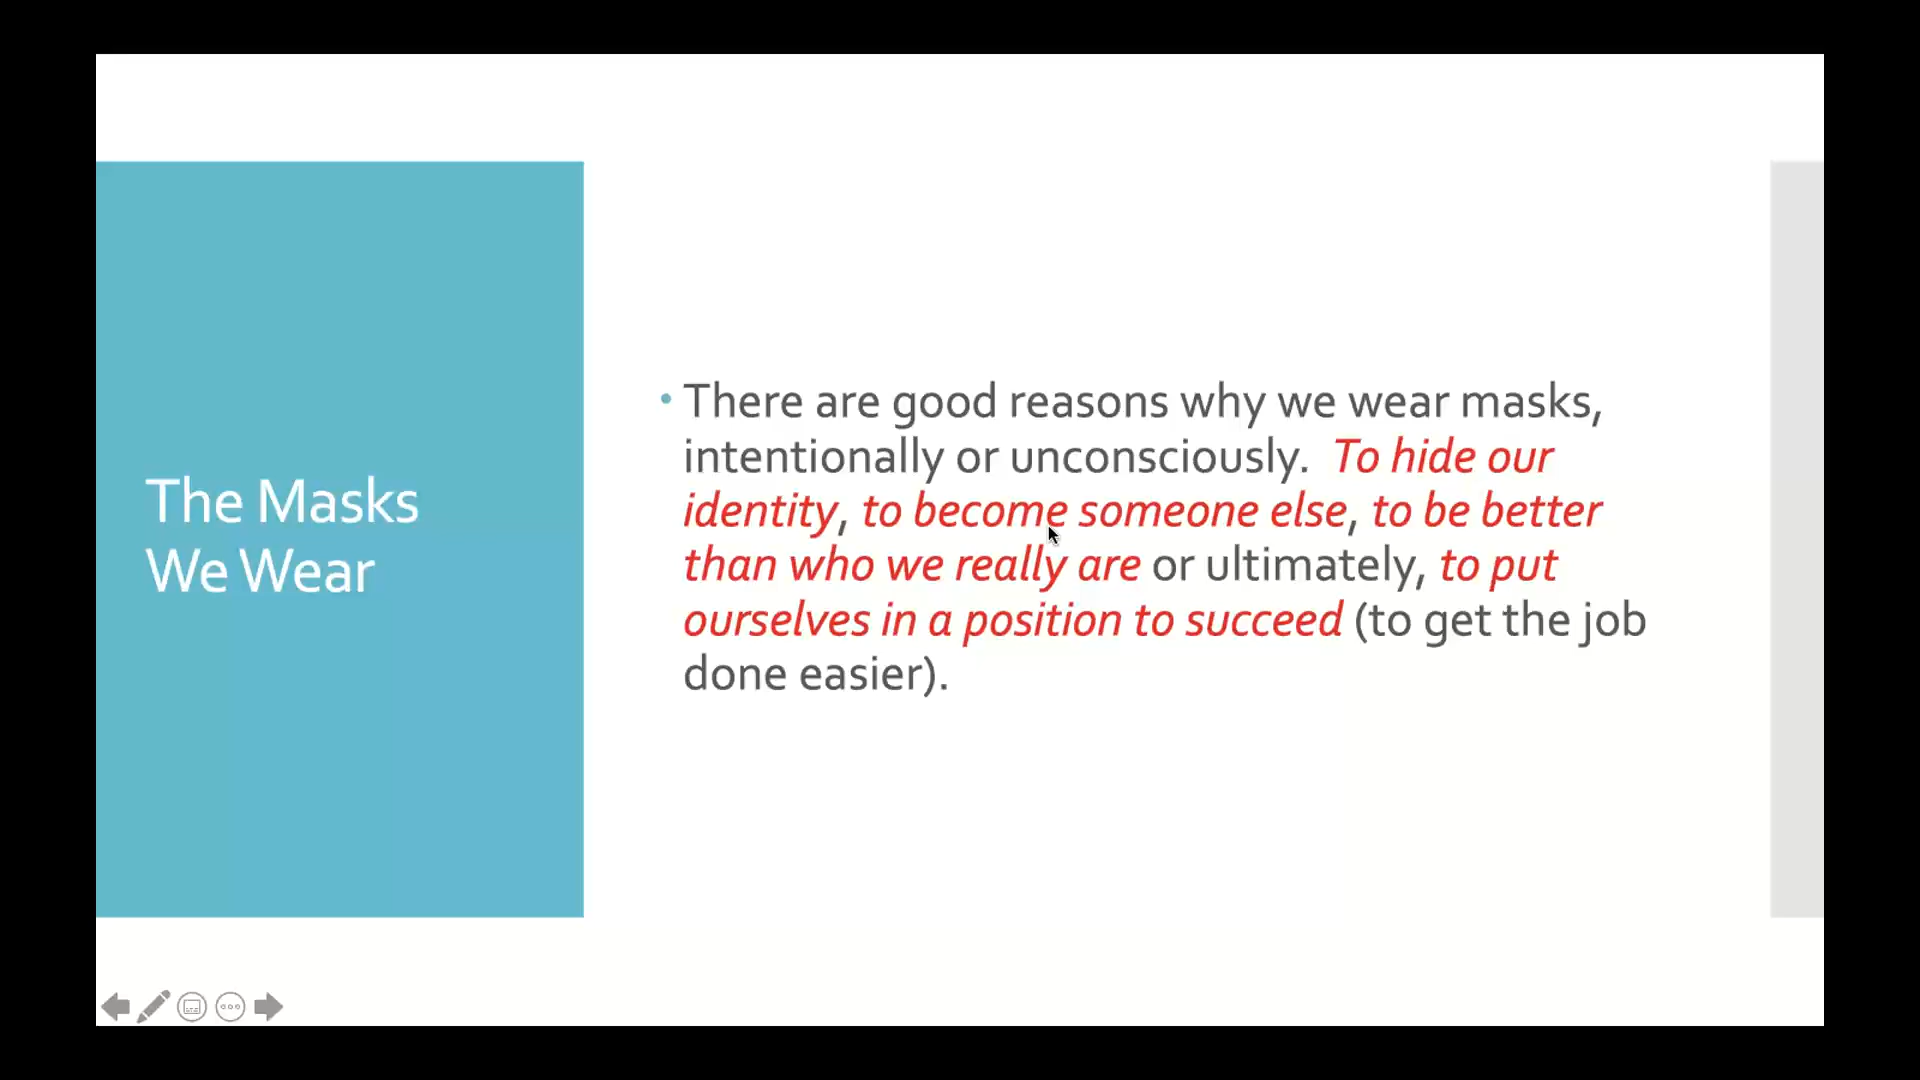 The Masks
We Wear
• There are good reasons why we wear masks,
intentionally or unconsciously.  To hide our
identity, to become someone else, to be better
than who we really are or ultimately, to put
ourselves in a position to succeed (to get the job
done easier).